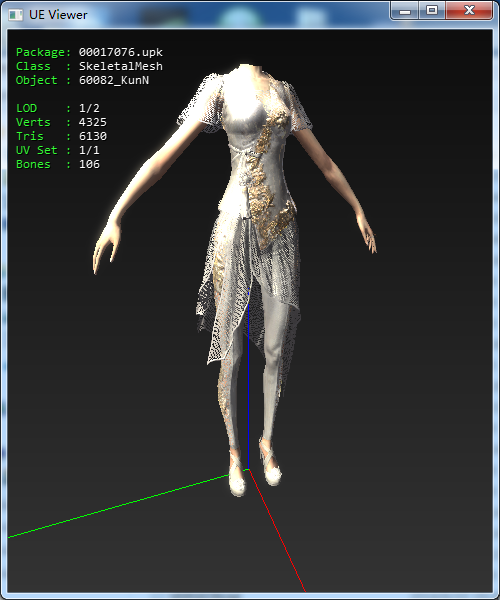 UE Viewer
Package: 00017076.upk
Class  : SkeletalMesh
Object : 60082_KunN
LOD    : 1/2
Verts  : 4325
Tris   : 6130
UV Set : 1/1
Bones  : 106